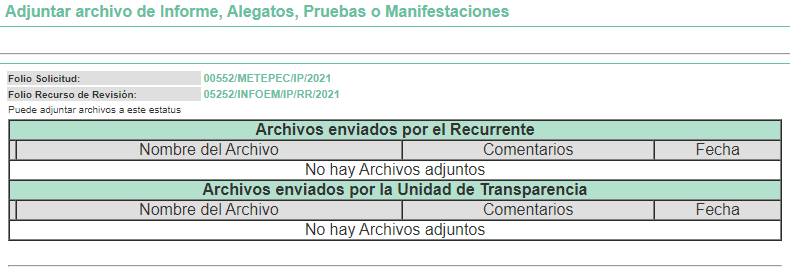 Adjuntar archivo de Informe, Alegatos, Pruebas o Manifestaciones
Folio Solicitud: 00552/METEPEC/IP/2021
Folio Recurso de Revisión: 05252/INFOEM/IP/RR/2021
Puede adjuntar archivos a este estatus
Archivos enviados por el Recurrente
Nombre del Archivo Comentarios Fecha
No hay Archivos adjuntos
Archivos enviados por la Unidad de Transparencia
Nombre del Archivo Comentarios Fecha
No hay Archivos adjuntos